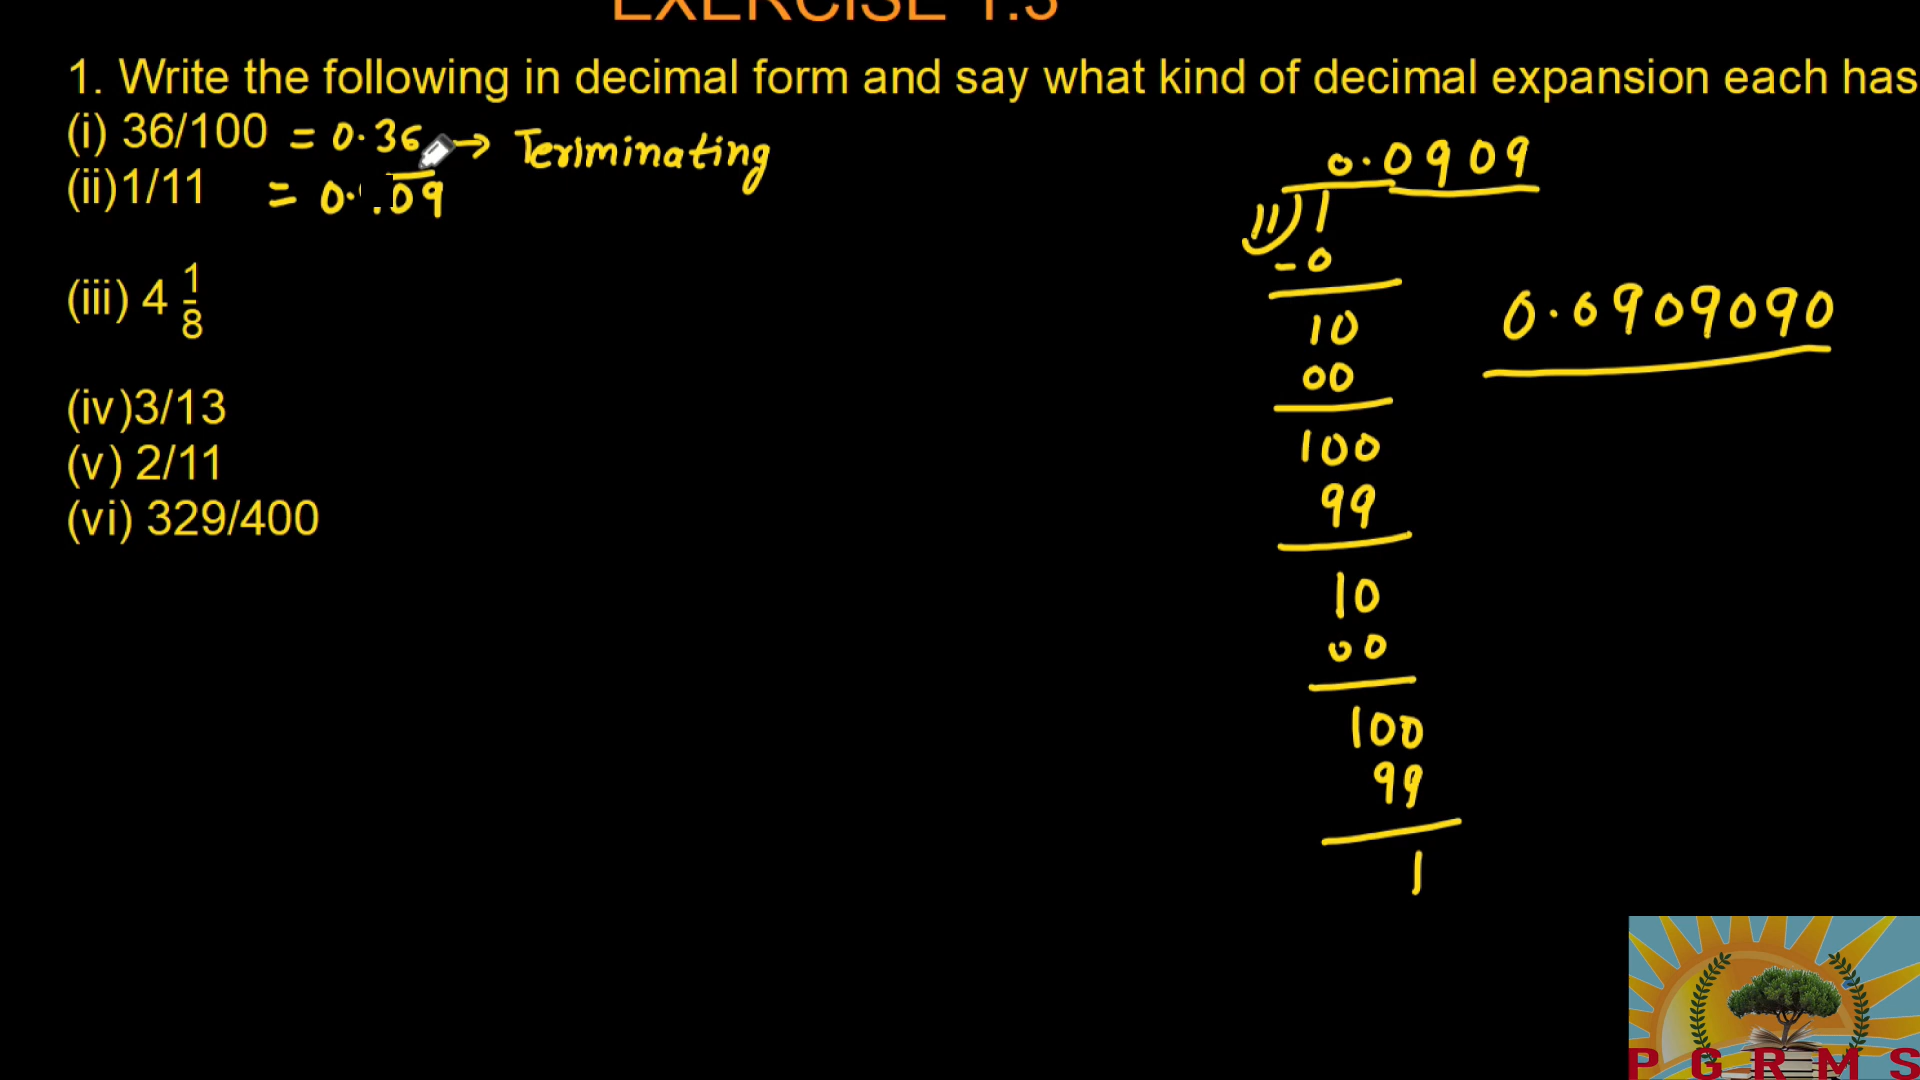 EXERCISE 1.3
1. Write the following in decimal form and say what kind of decimal expansion each has
(i) 36/100 = 0.36 → Terminating
(ii)1/11 = 0..09
(iii) 4 1/8
(iv)3/13
(v) 2/11
(vi) 329/400
0.0909
11) 1
-0
10
00
100
99
10
00
100
99
1
0.0909090
PGRMS